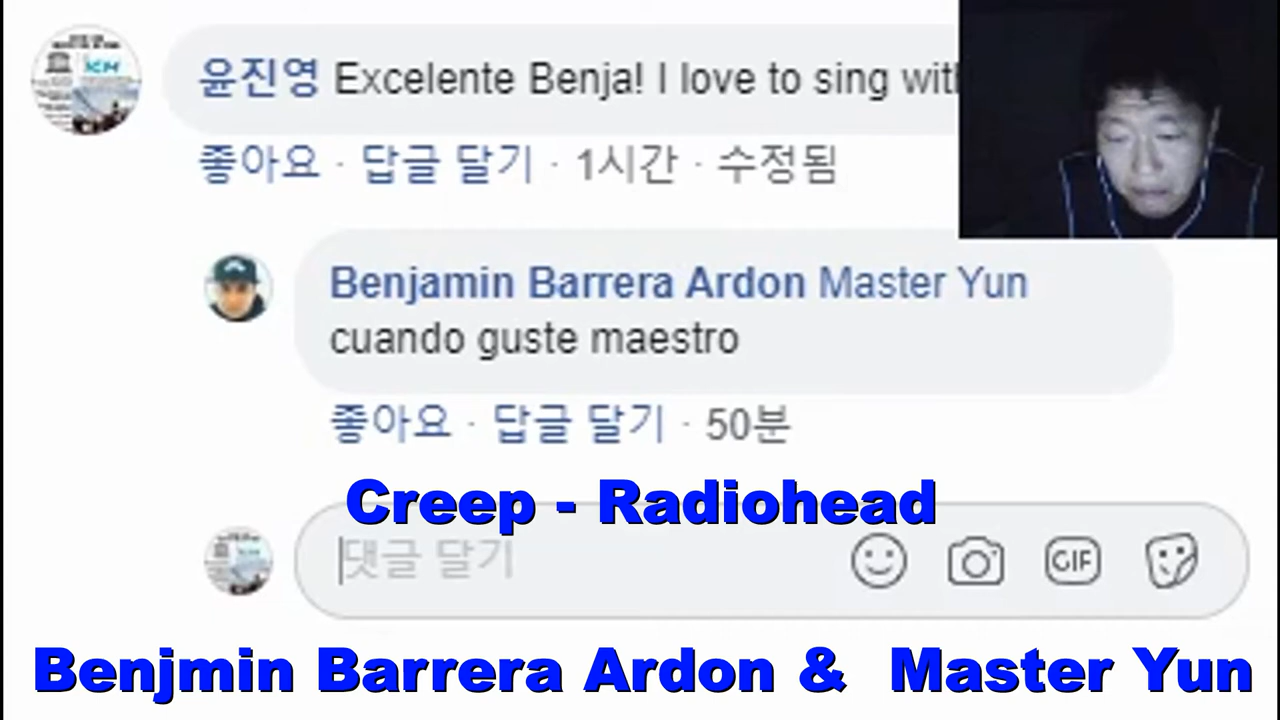 윤진영 Excelente Benja! I love to sing with
좋아요 · 답글 달기 · 1시간 · 수정됨
Benjamin Barrera Ardon Master Yun
cuando guste maestro
좋아요 · 답글 달기 · 50분
Creep - Radiohead
댓글 달기
GIF
Benjmin Barrera Ardon & Master Yun